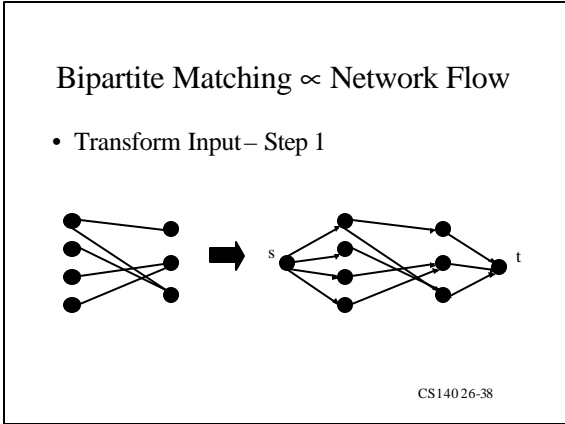 Bipartite Matching ∝ Network Flow
• Transform Input – Step 1
s
t
CS140 26-38